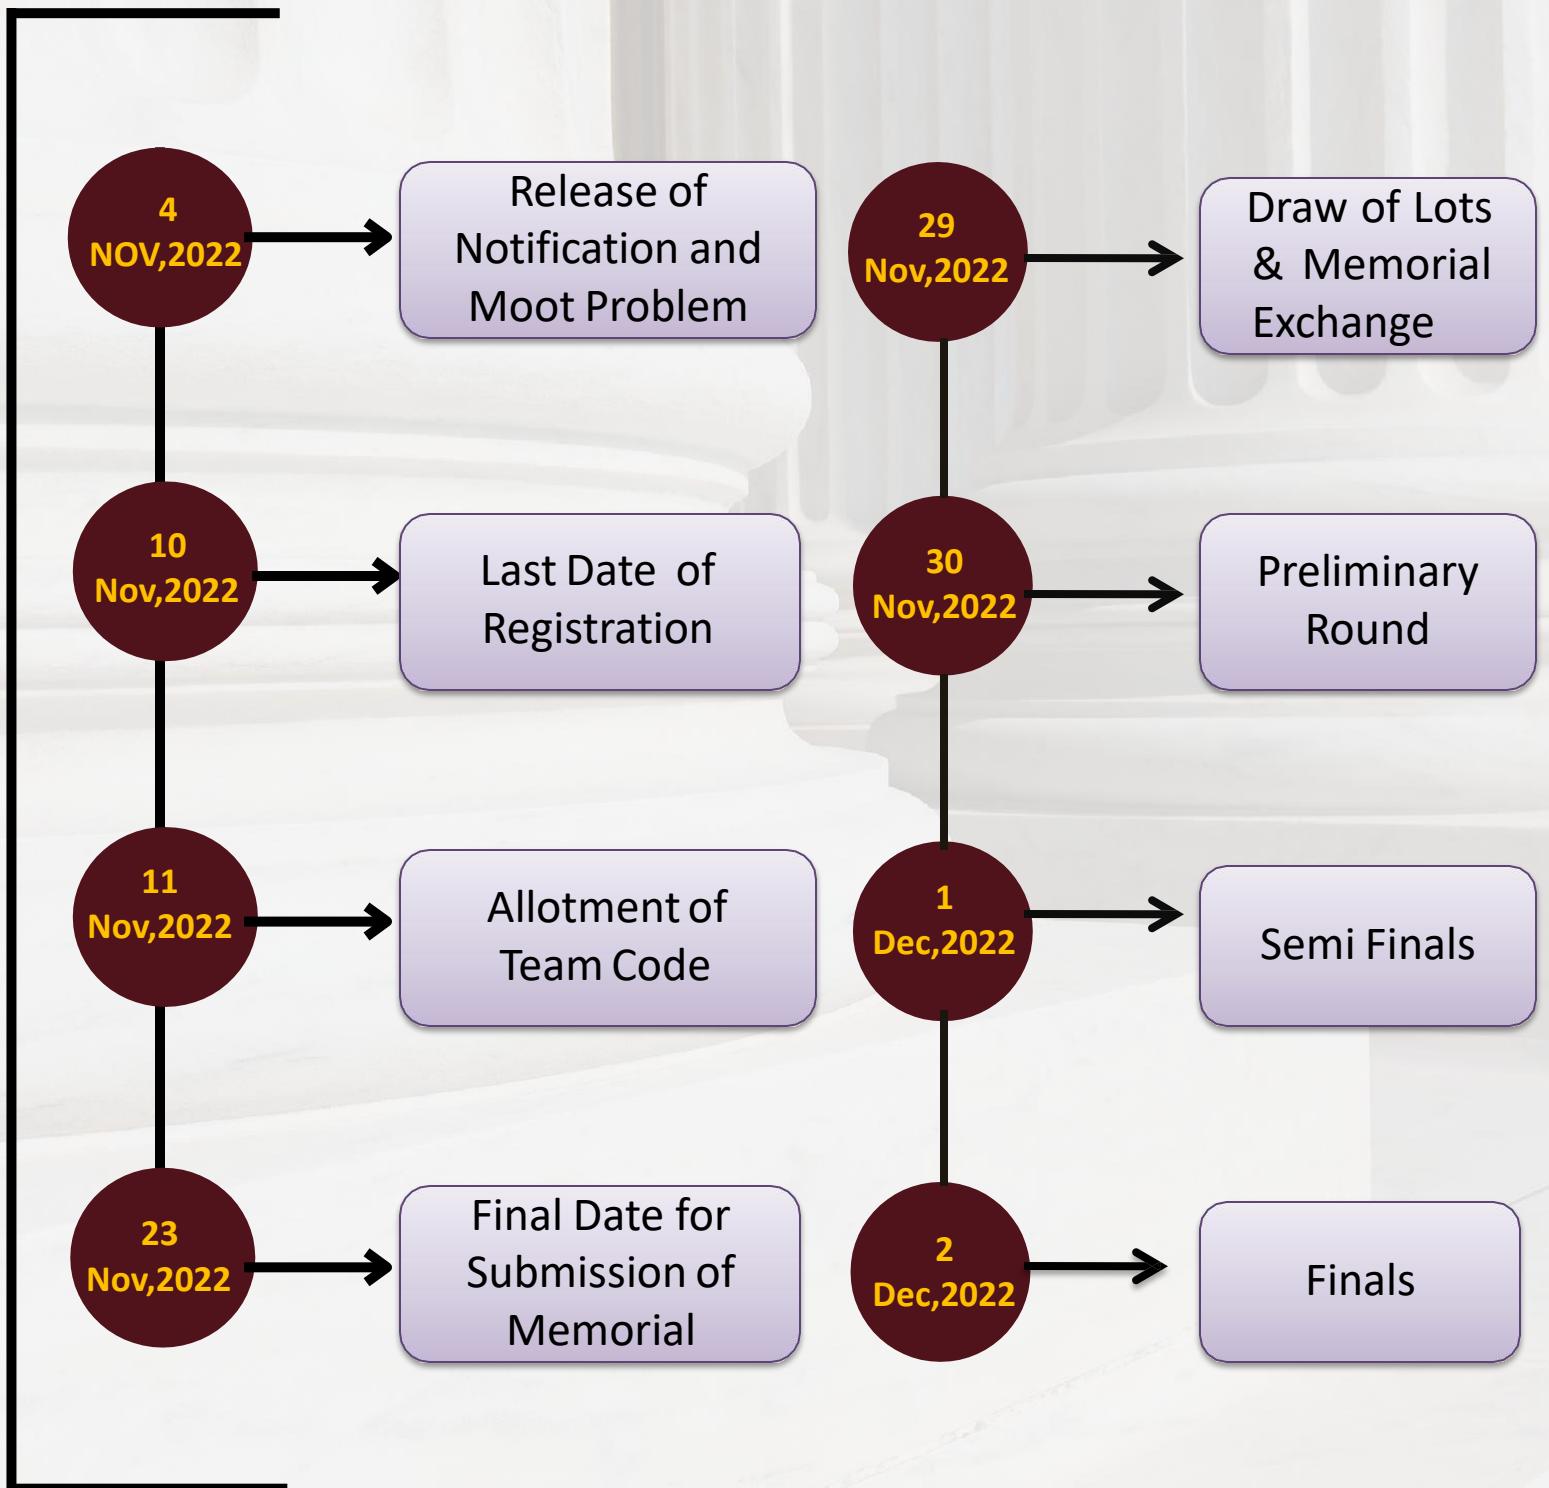 4
NOV,2022
Release of
Notification and
Moot Problem
10
Nov,2022
Last Date of
Registration
11
Nov,2022
Allotment of
Team Code
23
Nov,2022
Final Date for
Submission of
Memorial
29
Nov,2022
Draw of Lots
& Memorial
Exchange
30
Nov,2022
Preliminary
Round
1
Dec,2022
Semi Finals
2
Dec,2022
Finals